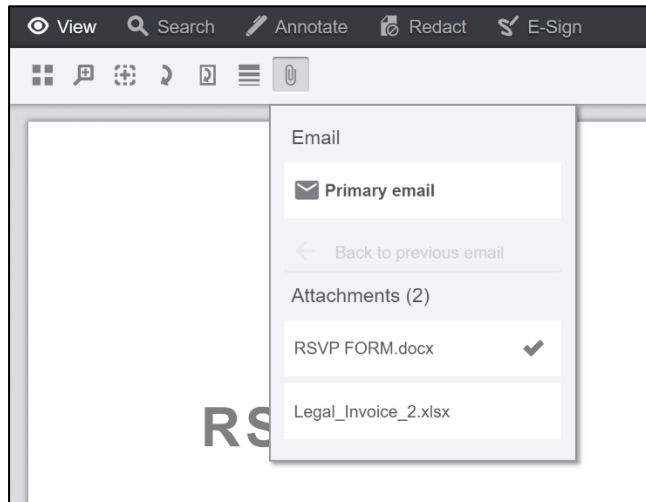 View Search Annotate Redact E-Sign
Email
Primary email
Back to previous email
Attachments (2)
RSVP FORM.docx
Legal_Invoice_2.xlsx
RS